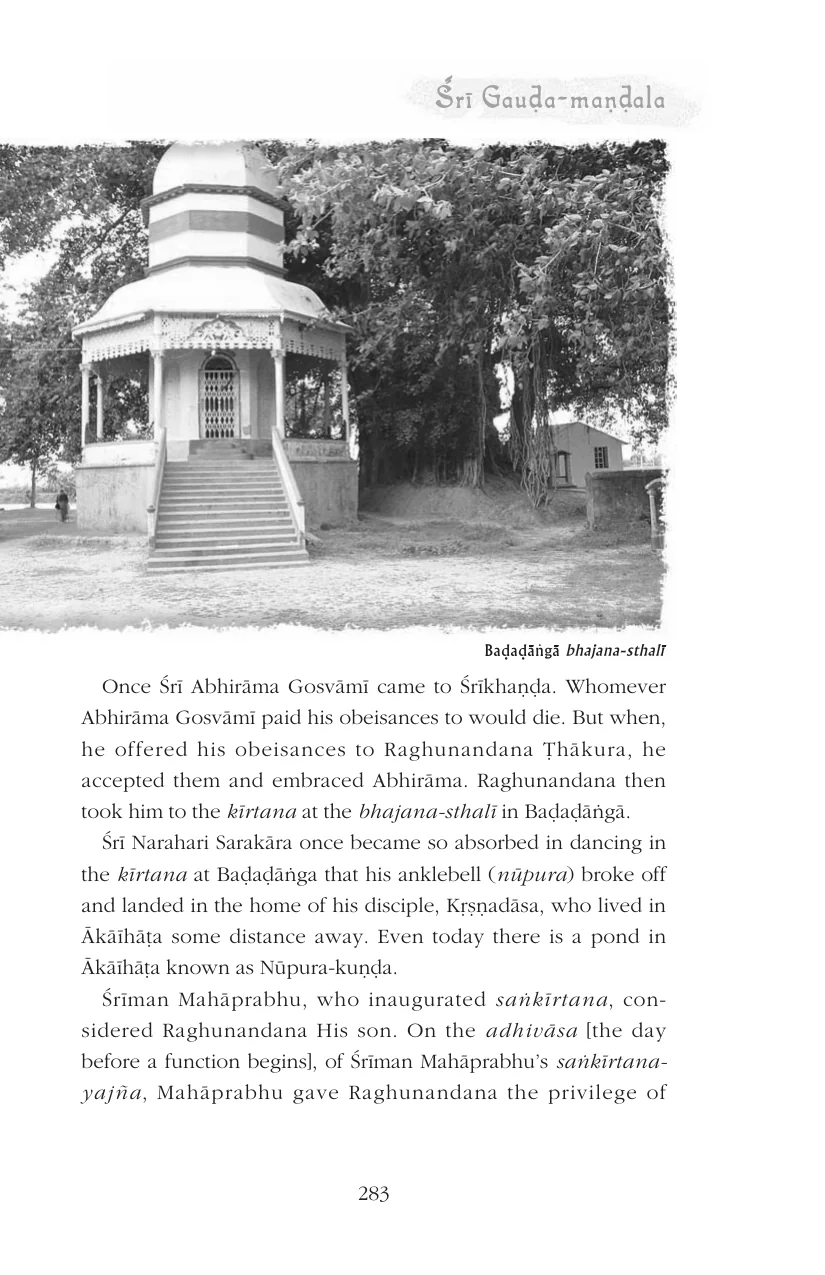 Śrī Gauḍa-maṇḍala
Baḍaḍāṅgā bhajana-sthalī
Once Śrī Abhirāma Gosvāmī came to Śrīkhaṇḍa. Whomever
Abhirāma Gosvāmī paid his obeisances to would die. But when,
he offered his obeisances to Raghunandana Ṭhākura, he
accepted them and embraced Abhirāma. Raghunandana then
took him to the kīrtana at the bhajana-sthalī in Baḍaḍāṅgā.
Śrī Narahari Sarakāra once became so absorbed in dancing in
the kīrtana at Baḍaḍāṅga that his anklebell (nūpura) broke off
and landed in the home of his disciple, Kṛṣṇadāsa, who lived in
Ākāīhāṭa some distance away. Even today there is a pond in
Ākāīhāṭa known as Nūpura-kuṇḍa.
Śrīman Mahāprabhu, who inaugurated saṅkīrtana, con-
sidered Raghunandana His son. On the adhivāsa [the day
before a function begins], of Śrīman Mahāprabhu’s saṅkīrtana-
yajña, Mahāprabhu gave Raghunandana the privilege of
283